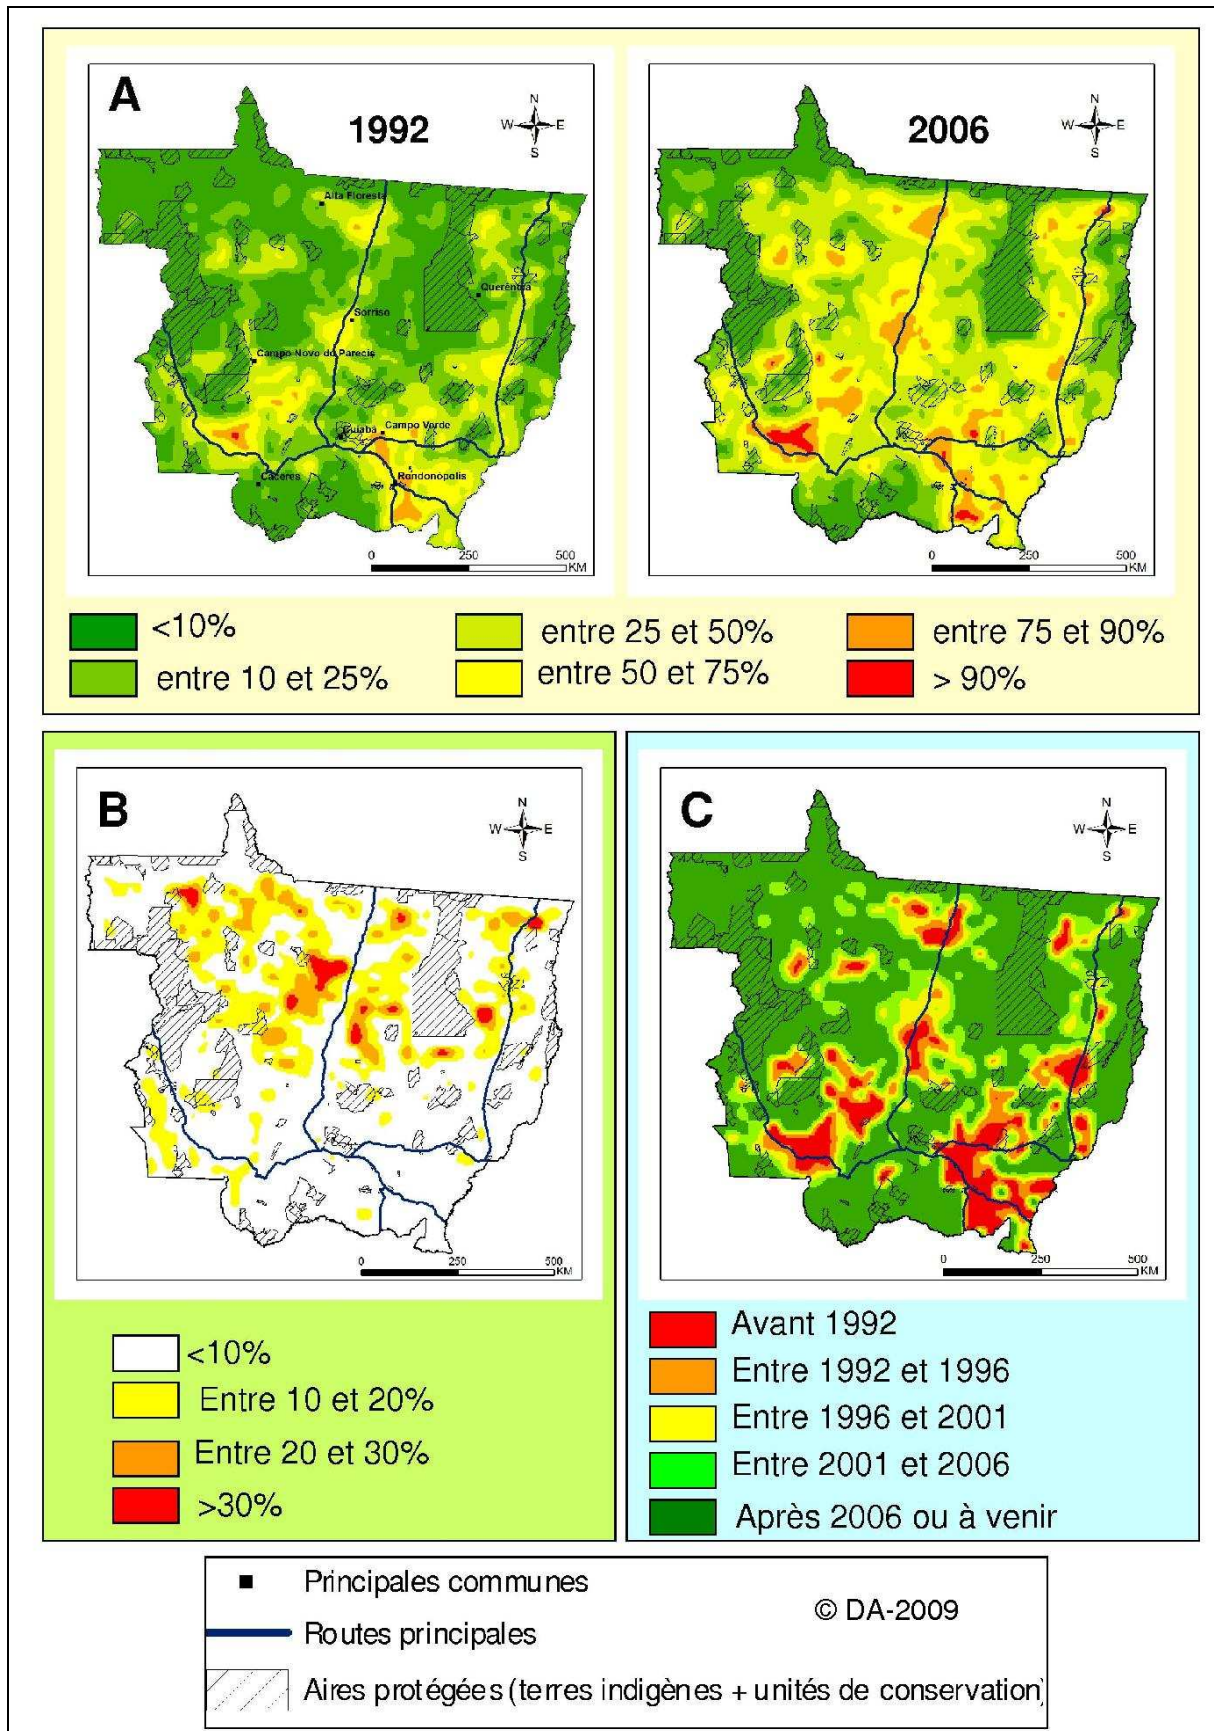 A
1992
N
W E
S
Alta Floresta
Querência
Sorriso
Campo Novo do Parecis
Cuiabá
Campo Verde
Cáceres
Rondonópolis
0 250 500
KM
2006
N
W E
S
0 250 500
KM
<10%
entre 25 et 50%
entre 75 et 90%
entre 10 et 25%
entre 50 et 75%
> 90%
B
N
W E
S
0 250 500
KM
<10%
Entre 10 et 20%
Entre 20 et 30%
>30%
C
N
W E
S
0 250 500
KM
Avant 1992
Entre 1992 et 1996
Entre 1996 et 2001
Entre 2001 et 2006
Après 2006 ou à venir
Principales communes
© DA-2009
Routes principales
Aires protégées (terres indigènes + unités de conservation)